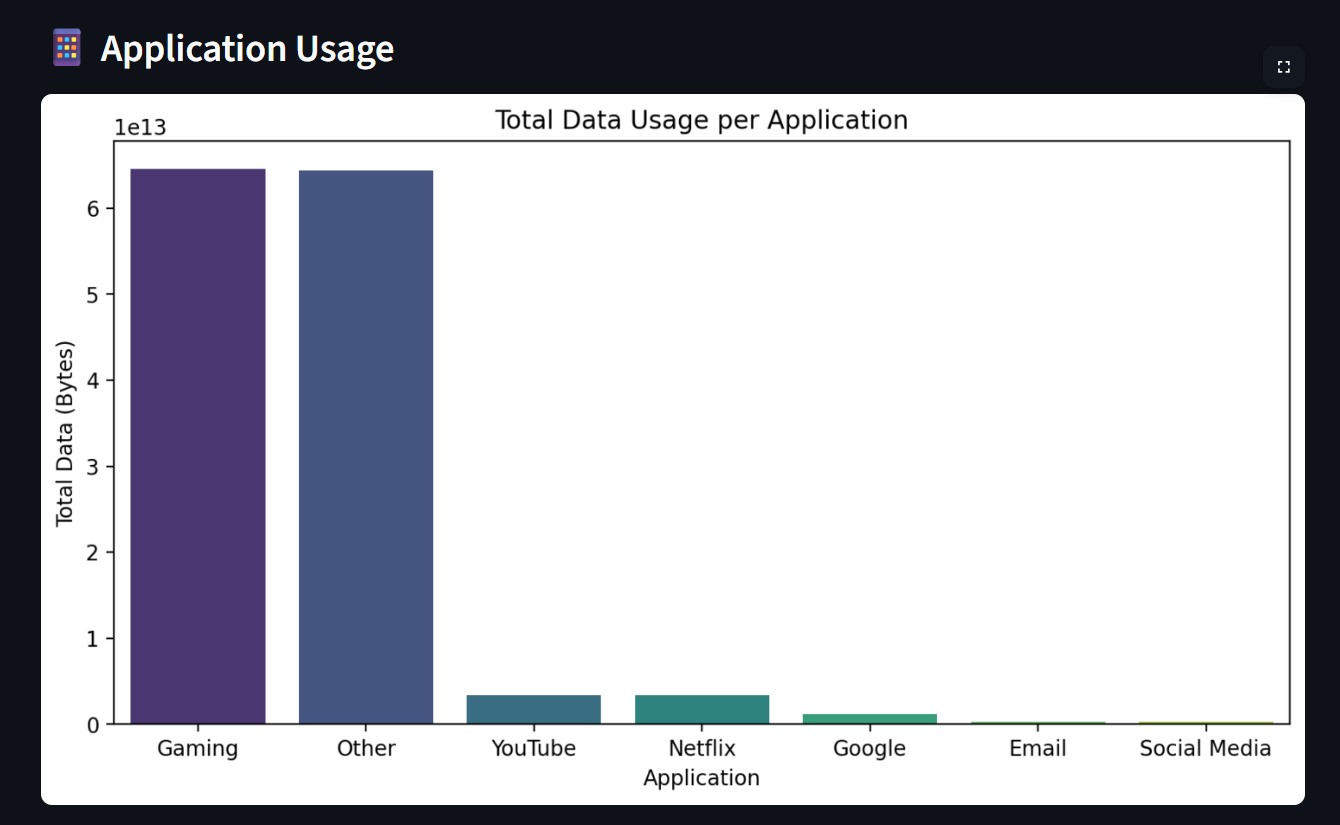 Application Usage
Total Data Usage per Application
1e13
6
5
4
3
2
1
0
Total Data (Bytes)
Gaming Other YouTube Netflix Google Email Social Media
Application